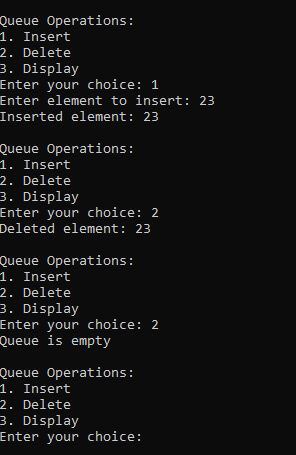 Queue Operations:
1. Insert
2. Delete
3. Display
Enter your choice: 1
Enter element to insert: 23
Inserted element: 23

Queue Operations:
1. Insert
2. Delete
3. Display
Enter your choice: 2
Deleted element: 23

Queue Operations:
1. Insert
2. Delete
3. Display
Enter your choice: 2
Queue is empty

Queue Operations:
1. Insert
2. Delete
3. Display
Enter your choice: